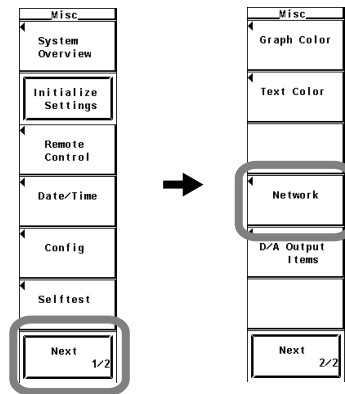 Misc
System
Overview
Initialize
Settings
Remote
Control
Date/Time
Config
Selftest
Next
1/2
Misc
Graph Color
Text Color
Network
D/A Output
Items
Next
2/2